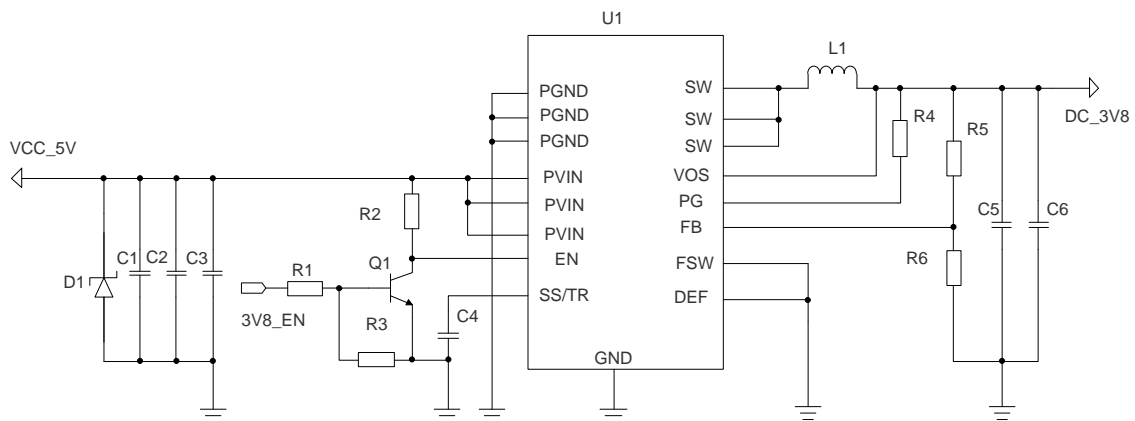 U1
L1
PGND
PGND
PGND
PVIN
PVIN
PVIN
EN
SS/TR
GND
SW
SW
SW
VOS
PG
FB
FSW
DEF
VCC_5V
D1
C1
C2
C3
R1
3V8_EN
R2
Q1
R3
C4
R4
R5
R6
C5
C6
DC_3V8